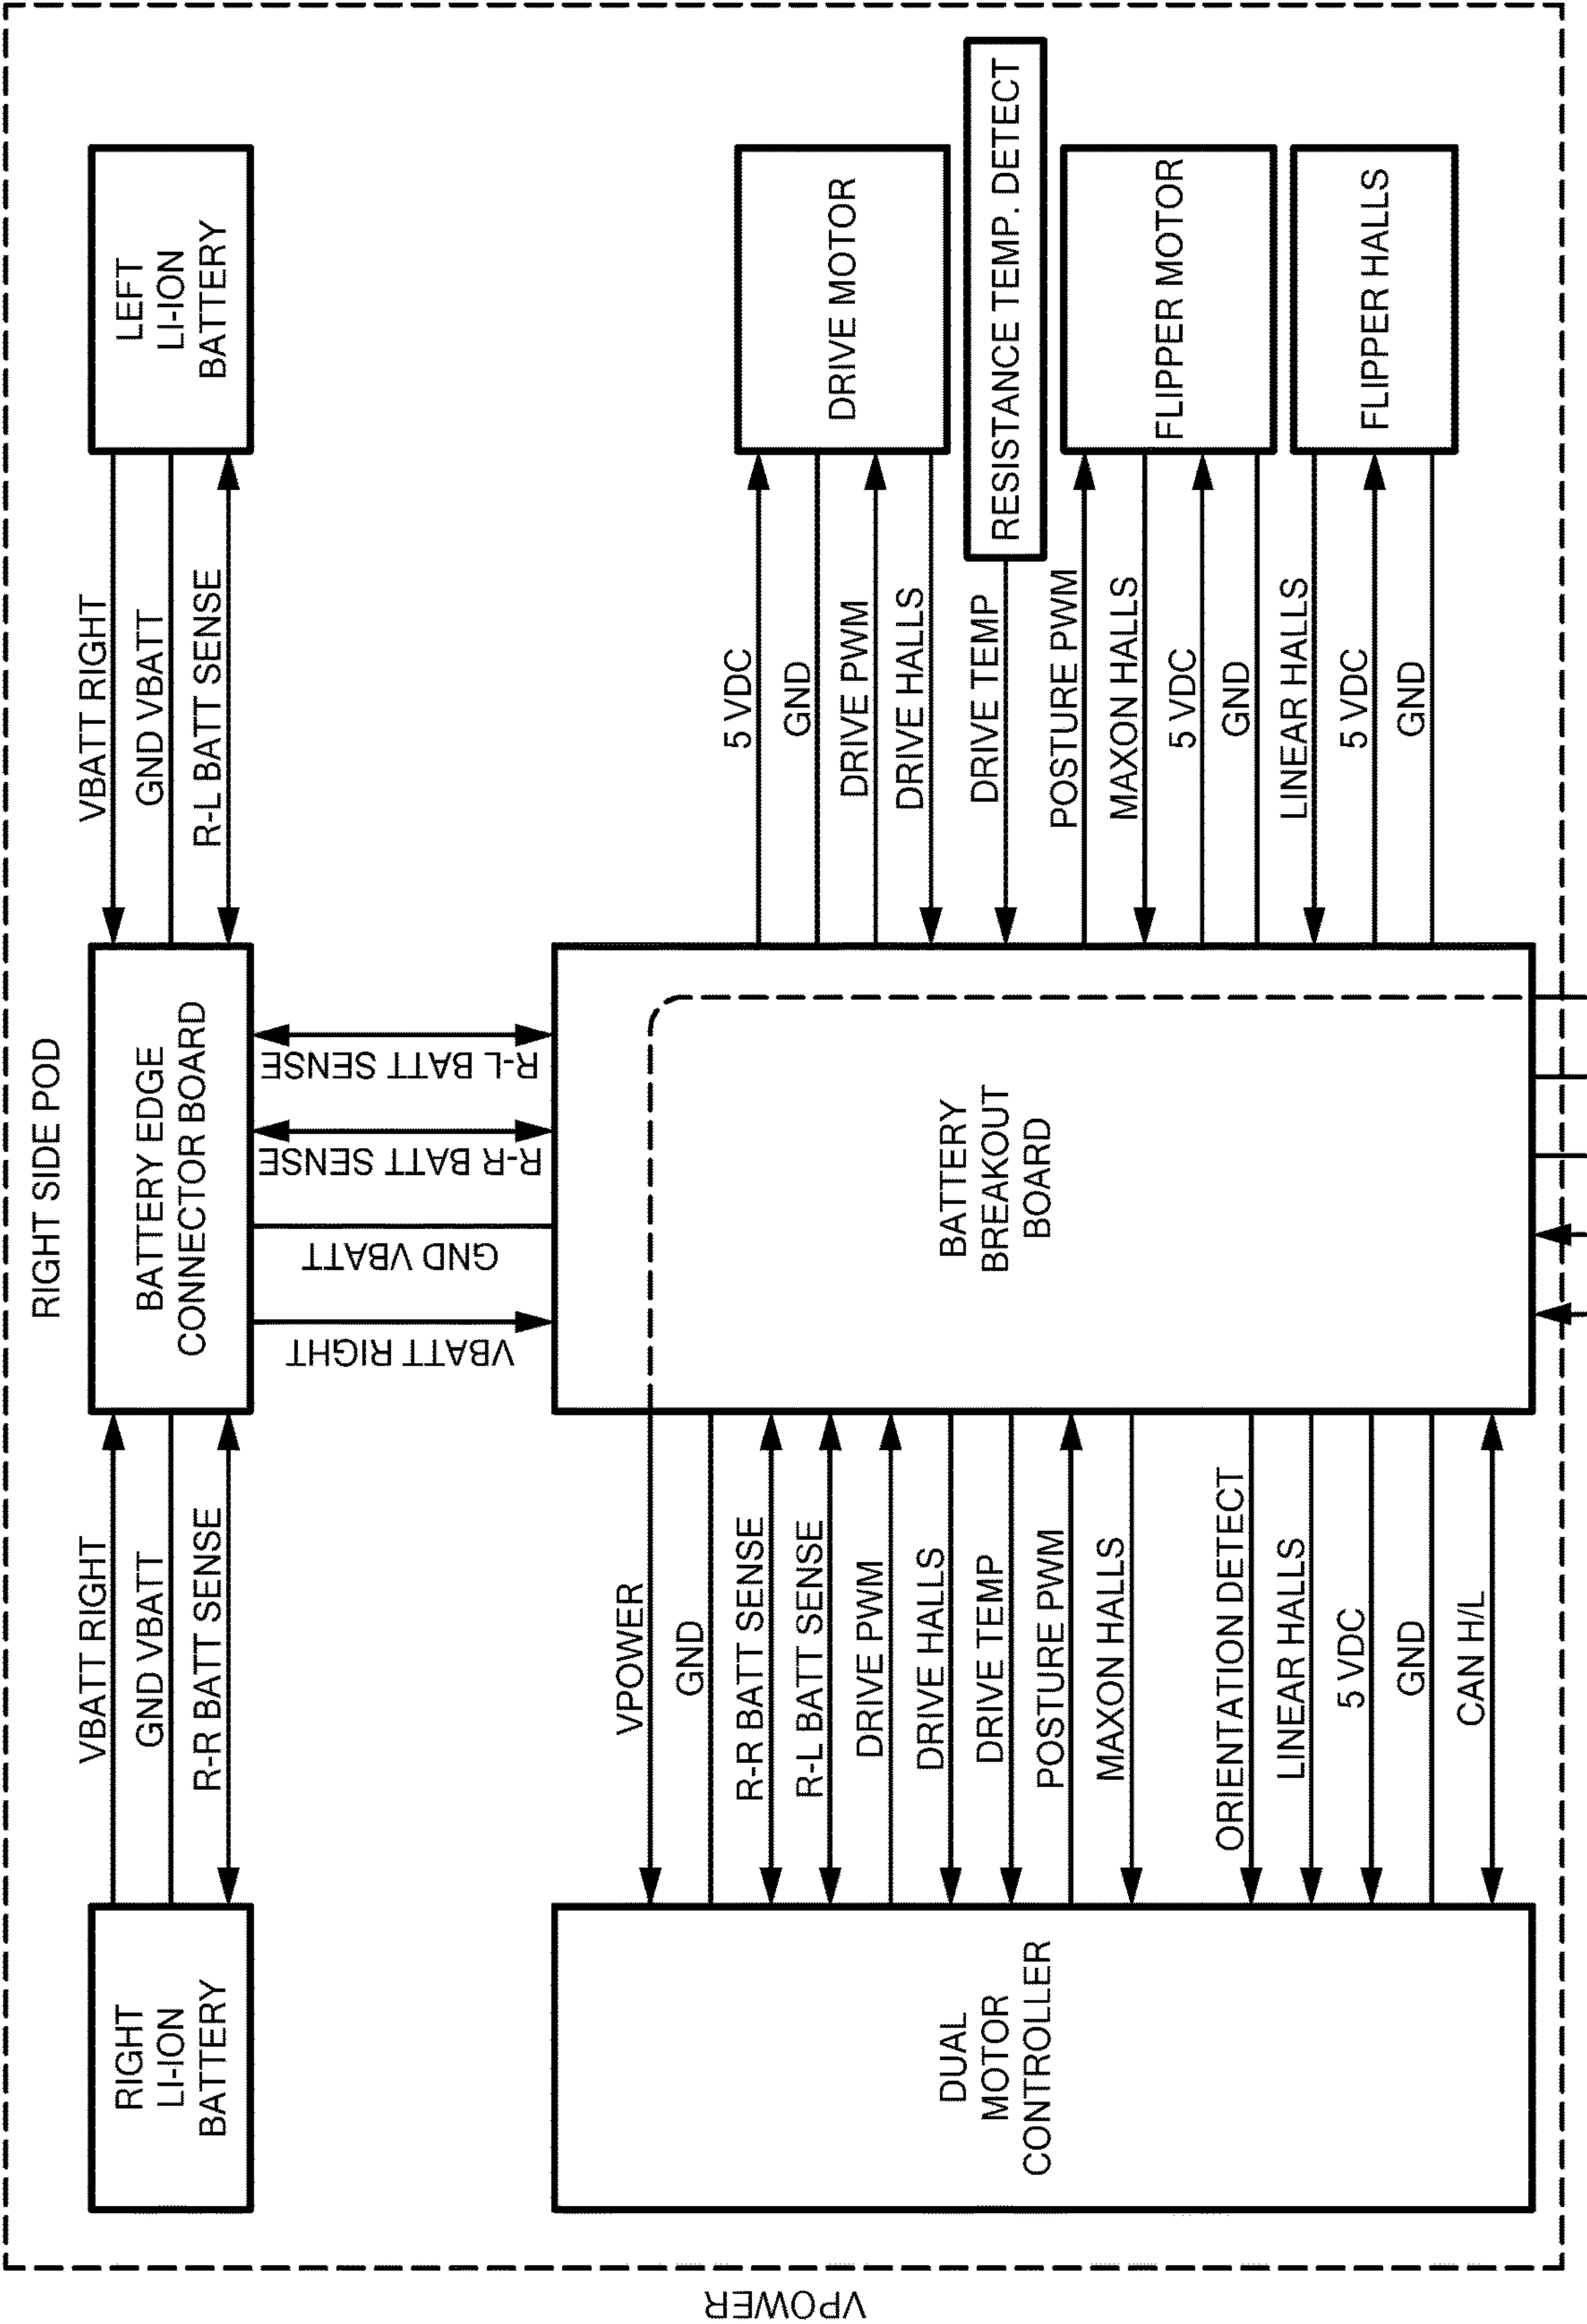 RIGHT SIDE POD
RIGHT
LI-ION
BATTERY
VBATT RIGHT
GND VBATT
R-R BATT SENSE
BATTERY EDGE
CONNECTOR BOARD
VBATT RIGHT
GND VBATT
R-L BATT SENSE
LEFT
LI-ION
BATTERY
VBATT RIGHT
GND VBATT
R-R BATT SENSE
R-L BATT SENSE
VPOWER
DUAL
MOTOR
CONTROLLER
VPOWER
GND
R-R BATT SENSE
R-L BATT SENSE
DRIVE PWM
DRIVE HALLS
DRIVE TEMP
POSTURE PWM
MAXON HALLS
ORIENTATION DETECT
LINEAR HALLS
5 VDC
GND
CAN H/L
BATTERY
BREAKOUT
BOARD
5 VDC
GND
DRIVE PWM
DRIVE HALLS
DRIVE TEMP
POSTURE PWM
MAXON HALLS
5 VDC
GND
LINEAR HALLS
5 VDC
GND
DRIVE MOTOR
RESISTANCE TEMP. DETECT
FLIPPER MOTOR
FLIPPER HALLS